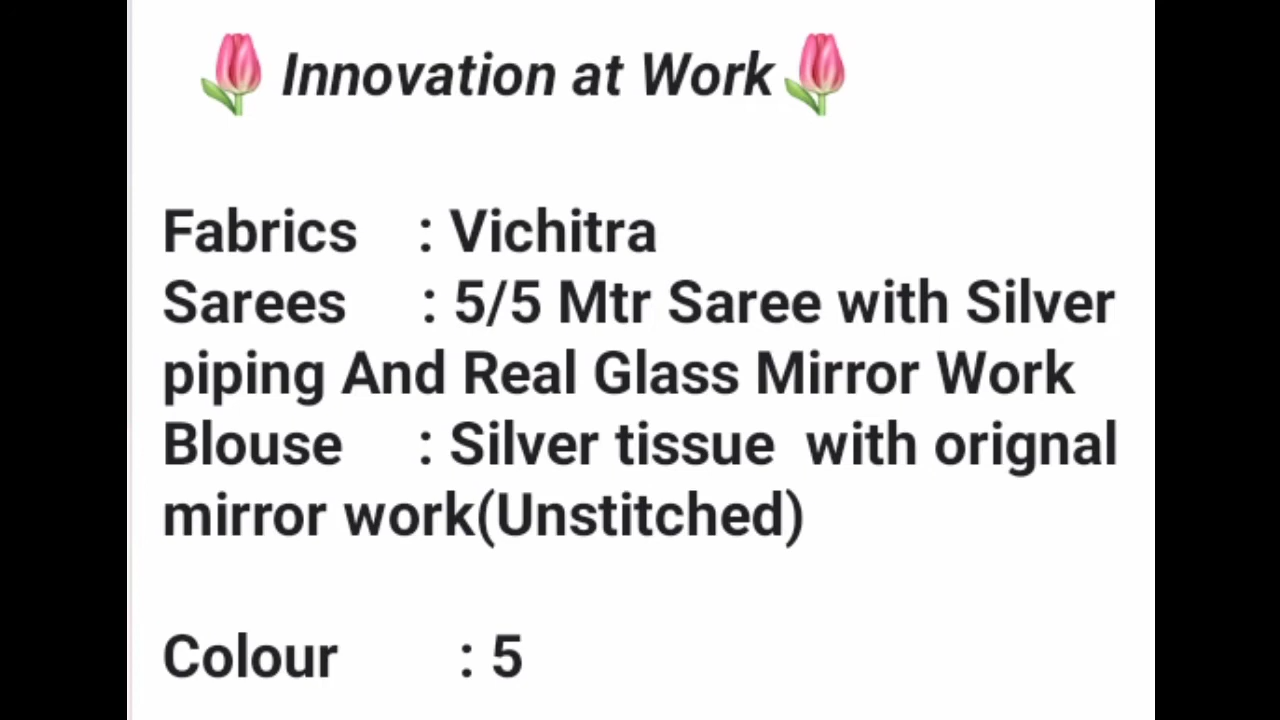 🌷 Innovation at Work🌷
Fabrics : Vichitra
Sarees : 5/5 Mtr Saree with Silver
piping And Real Glass Mirror Work
Blouse : Silver tissue with orignal
mirror work(Unstitched)
Colour : 5